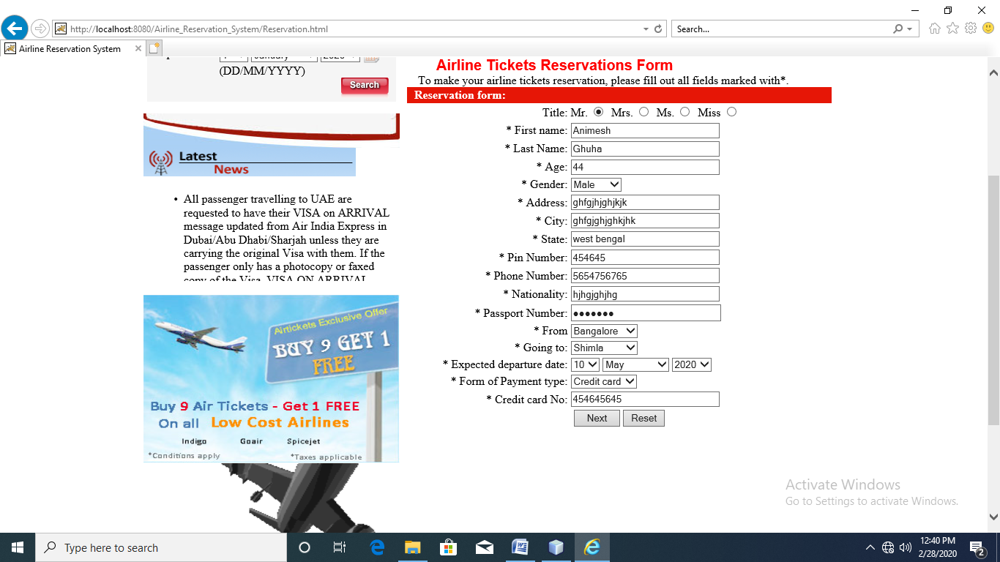 http://localhost:8080/Airline_Reservation_System/Reservation.html
Search...
Airline Reservation System
(DD/MM/YYYY)
Search
Latest
News
• All passenger travelling to UAE are
requested to have their VISA on ARRIVAL
message updated from Air India Express in
Dubai/Abu Dhabi/Sharjah unless they are
carrying the original Visa with them. If the
passenger only has a photocopy or faxed
copy of the Visa, VISA ON ARRIVAL
Airtickets Exclusive Offer
BUY 9 GET 1
FREE
Buy 9 Air Tickets - Get 1 FREE
On all Low Cost Airlines
Indigo Goair Spicejet
*Conditions apply *Taxes applicable
Airline Tickets Reservations Form
To make your airline tickets reservation, please fill out all fields marked with*.
Reservation form:
Title: Mr. Mrs. Ms. Miss
* First name: Animesh
* Last Name: Ghuha
* Age: 44
* Gender: Male
* Address: ghfgjhjghjkjk
* City: ghfgjghjghkjhk
* State: west bengal
* Pin Number: 454645
* Phone Number: 5654756765
* Nationality: hjhgjghjhg
* Passport Number: •••••••
* From Bangalore
* Going to: Shimla
* Expected departure date: 10 May 2020
* Form of Payment type: Credit card
* Credit card No: 454645645
Next Reset
Activate Windows
Go to Settings to activate Windows.
Type here to search
12:40 PM
2/28/2020
2